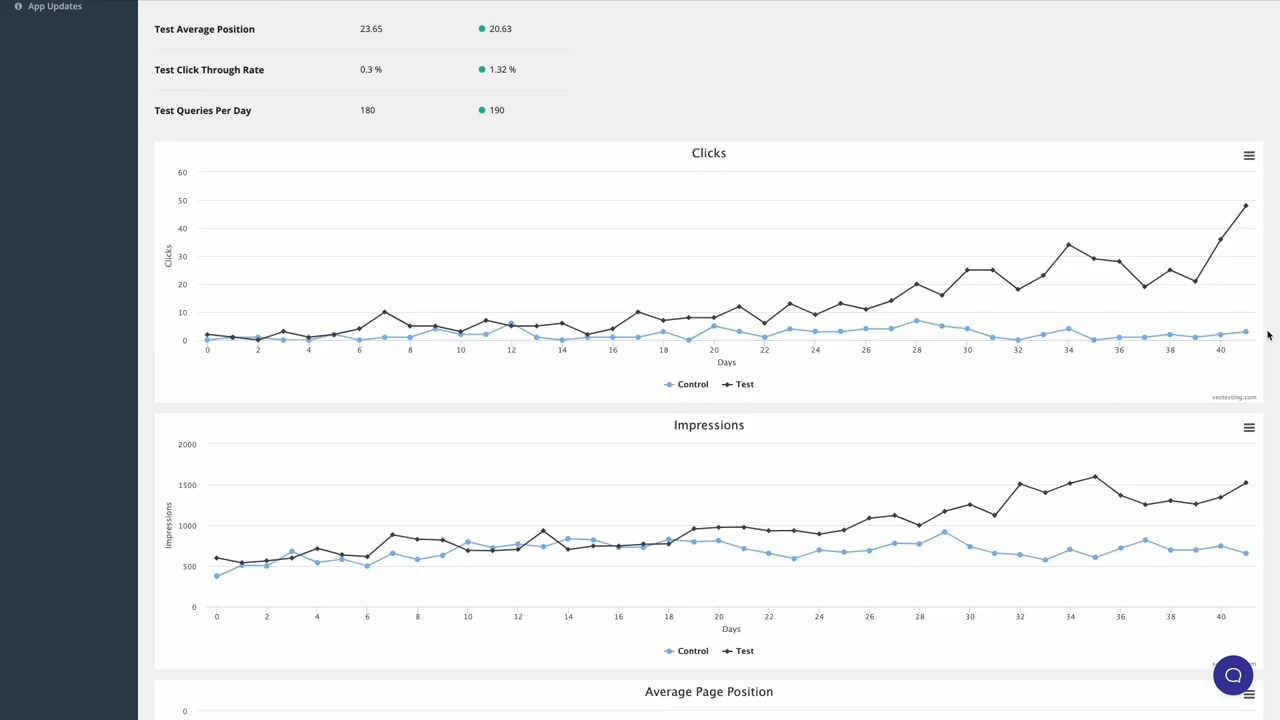 App Updates
Test Average Position 23.65 20.63
Test Click Through Rate 0.3 % 1.32 %
Test Queries Per Day 180 190
Clicks
60
50
40
30
20
10
0
Clicks
0 2 4 6 8 10 12 14 16 18 20 22 24 26 28 30 32 34 36 38 40
Days
Control Test
seotesting.com
Impressions
2000
1500
1000
500
0
Impressions
0 2 4 6 8 10 12 14 16 18 20 22 24 26 28 30 32 34 36 38 40
Days
Control Test
Average Page Position
0